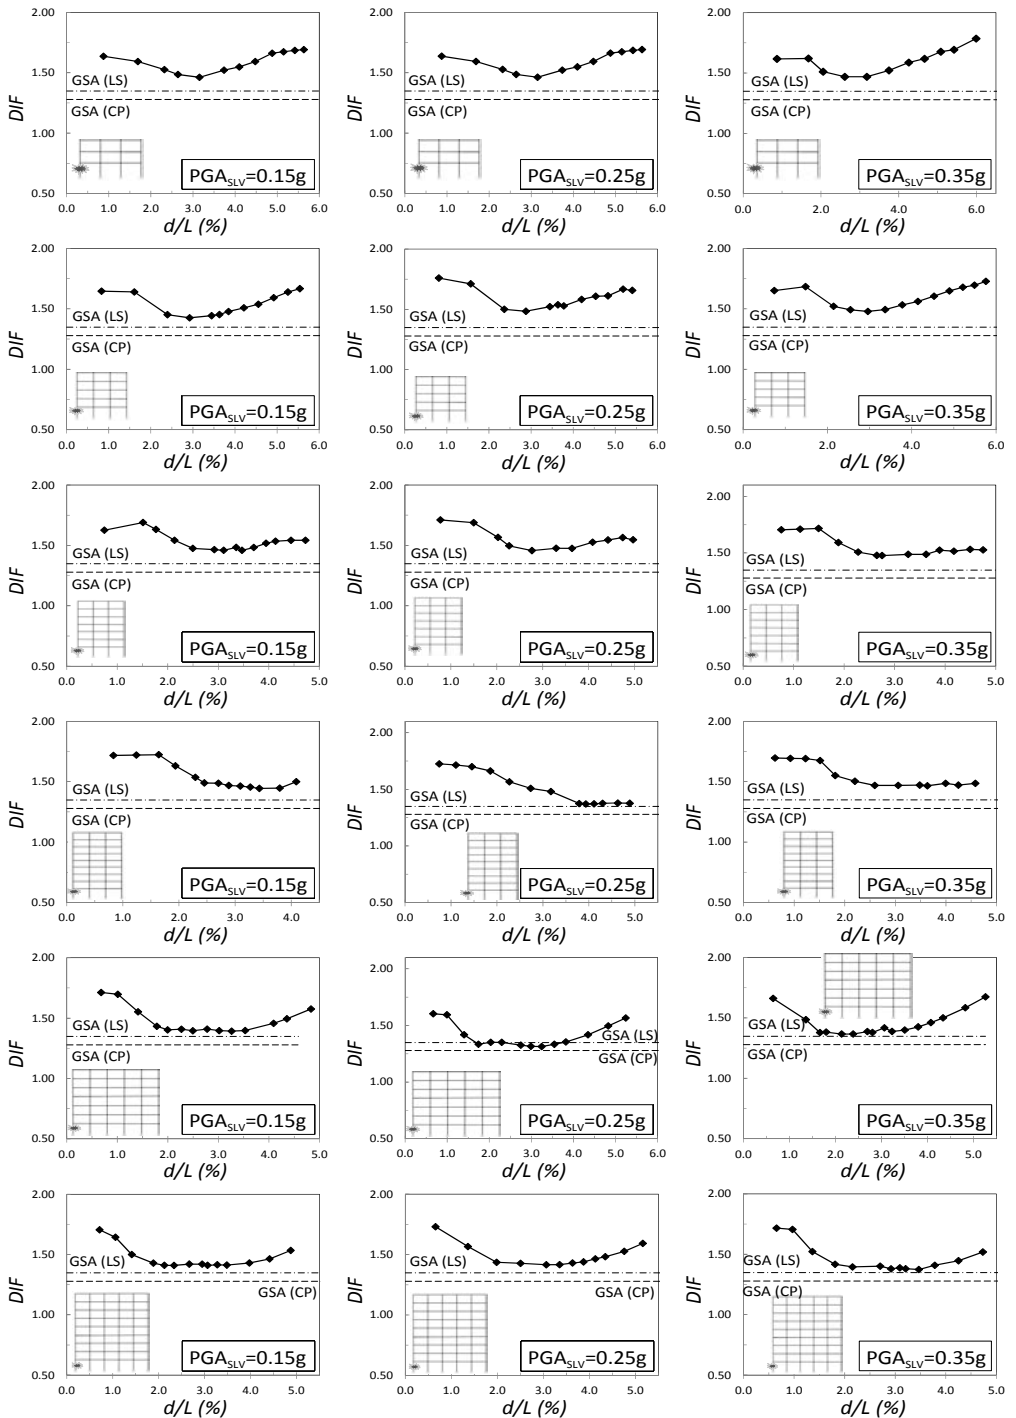 2.00 2.00 2.00
1.50 1.50 1.50
GSA (LS) GSA (LS) GSA (LS)
DIF DIF DIF
GSA (CP) GSA (CP) GSA (CP)
1.00 1.00 1.00
PGASLV=0.15g PGASLV=0.25g PGASLV=0.35g
0.50 0.50 0.50
0.0 1.0 2.0 3.0 4.0 5.0 6.0 0.0 1.0 2.0 3.0 4.0 5.0 6.0 0.0 2.0 4.0 6.0
d/L (%) d/L (%) d/L (%)
2.00 2.00 2.00
1.50 1.50 1.50
GSA (LS) GSA (LS) GSA (LS)
DIF DIF DIF
GSA (CP) GSA (CP) GSA (CP)
1.00 1.00 1.00
PGASLV=0.15g PGASLV=0.25g PGASLV=0.35g
0.50 0.50 0.50
0.0 1.0 2.0 3.0 4.0 5.0 6.0 0.0 1.0 2.0 3.0 4.0 5.0 6.0 0.0 1.0 2.0 3.0 4.0 5.0 6.0
d/L (%) d/L (%) d/L (%)
2.00 2.00 2.00
1.50 1.50 1.50
GSA (LS) GSA (LS) GSA (LS)
DIF DIF DIF
GSA (CP) GSA (CP) GSA (CP)
1.00 1.00 1.00
PGASLV=0.15g PGASLV=0.25g PGASLV=0.35g
0.50 0.50 0.50
0.0 1.0 2.0 3.0 4.0 5.0 0.0 1.0 2.0 3.0 4.0 5.0 0.0 1.0 2.0 3.0 4.0 5.0
d/L (%) d/L (%) d/L (%)
2.00 2.00 2.00
1.50 1.50 1.50
GSA (LS) GSA (LS) GSA (LS)
DIF DIF DIF
GSA (CP) GSA (CP) GSA (CP)
1.00 1.00 1.00
PGASLV=0.15g PGASLV=0.25g PGASLV=0.35g
0.50 0.50 0.50
0.0 1.0 2.0 3.0 4.0 0.0 1.0 2.0 3.0 4.0 5.0 0.0 1.0 2.0 3.0 4.0 5.0
d/L (%) d/L (%) d/L (%)
2.00 2.00 2.00
1.50 1.50 1.50
GSA (LS) GSA (LS) GSA (LS)
DIF DIF DIF
GSA (CP) GSA (CP) GSA (CP)
1.00 1.00 1.00
PGASLV=0.15g PGASLV=0.25g PGASLV=0.35g
0.50 0.50 0.50
0.0 1.0 2.0 3.0 4.0 5.0 0.0 1.0 2.0 3.0 4.0 5.0 0.0 1.0 2.0 3.0 4.0 5.0
d/L (%) d/L (%) d/L (%)
2.00 2.00 2.00
1.50 1.50 1.50
GSA (LS) GSA (LS) GSA (LS)
DIF DIF DIF
GSA (CP) GSA (CP) GSA (CP)
1.00 1.00 1.00
PGASLV=0.15g PGASLV=0.25g PGASLV=0.35g
0.50 0.50 0.50
0.0 1.0 2.0 3.0 4.0 5.0 0.0 1.0 2.0 3.0 4.0 5.0 0.0 1.0 2.0 3.0 4.0 5.0
d/L (%) d/L (%) d/L (%)